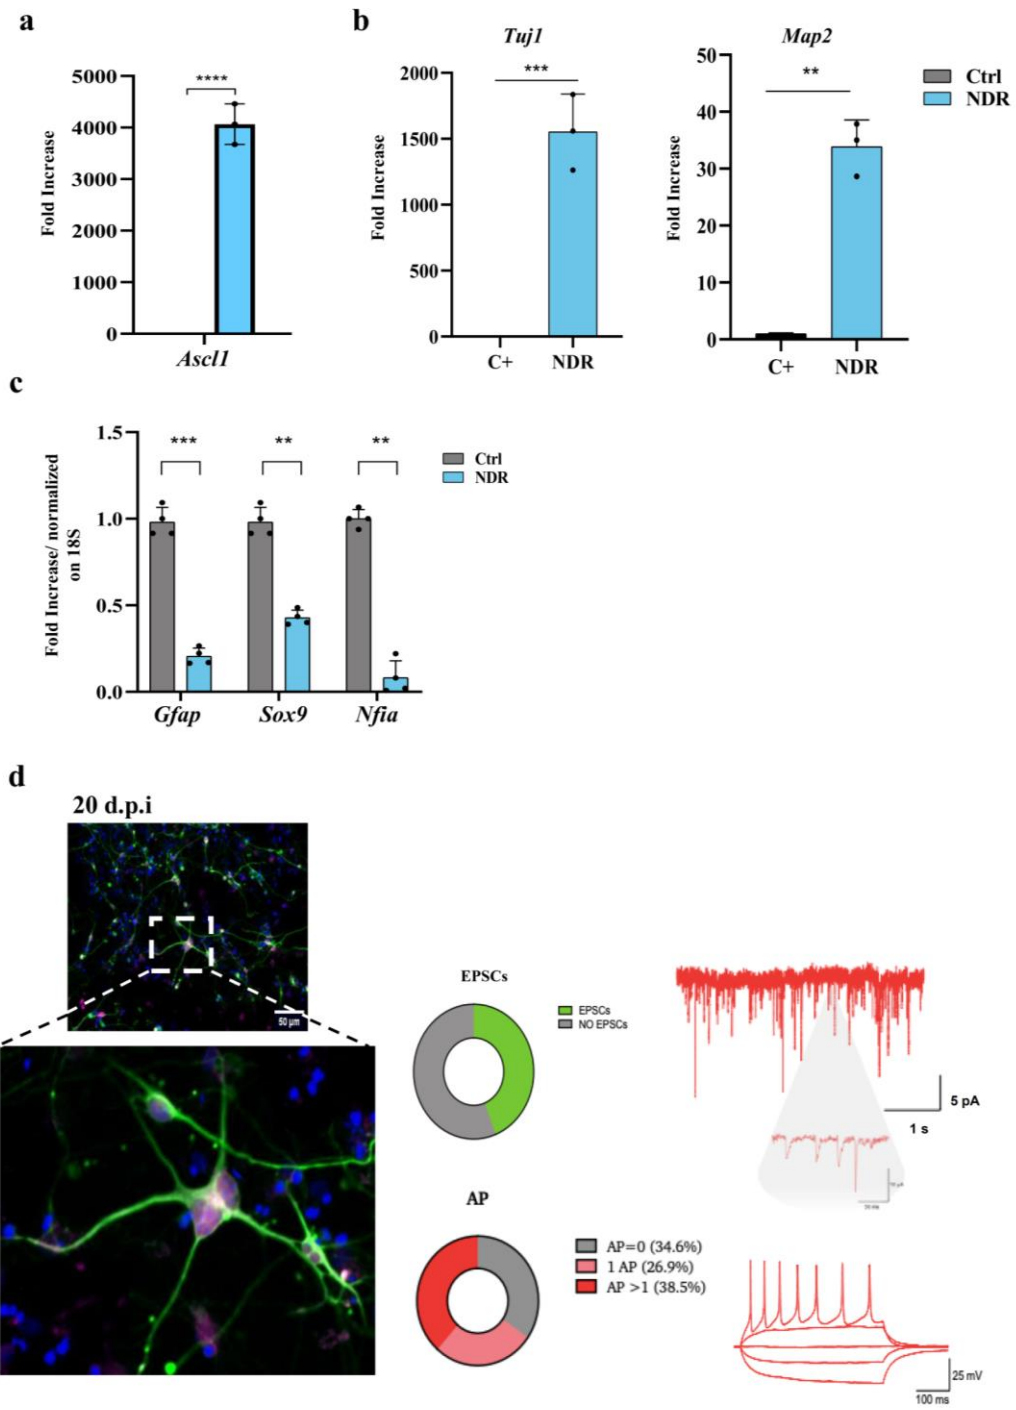 a
****
5000
4000
3000
2000
1000
0
Fold Increase
Ascl1
b
Tuj1
***
2000
1500
1000
500
0
Fold Increase
C+ NDR
Map2
**
50
40
30
20
10
0
Fold Increase
C+ NDR
Ctrl
NDR
c
*** ** **
1.5
1.0
0.5
0.0
Fold Increase/ normalized
on 18S
Gfap Sox9 Nfia
Ctrl
NDR
d
20 d.p.i
50 µm
EPSCs
EPSCs
NO EPSCs
5 pA
1 s
AP
AP=0 (34.6%)
1 AP (26.9%)
AP >1 (38.5%)
25 mV
100 ms